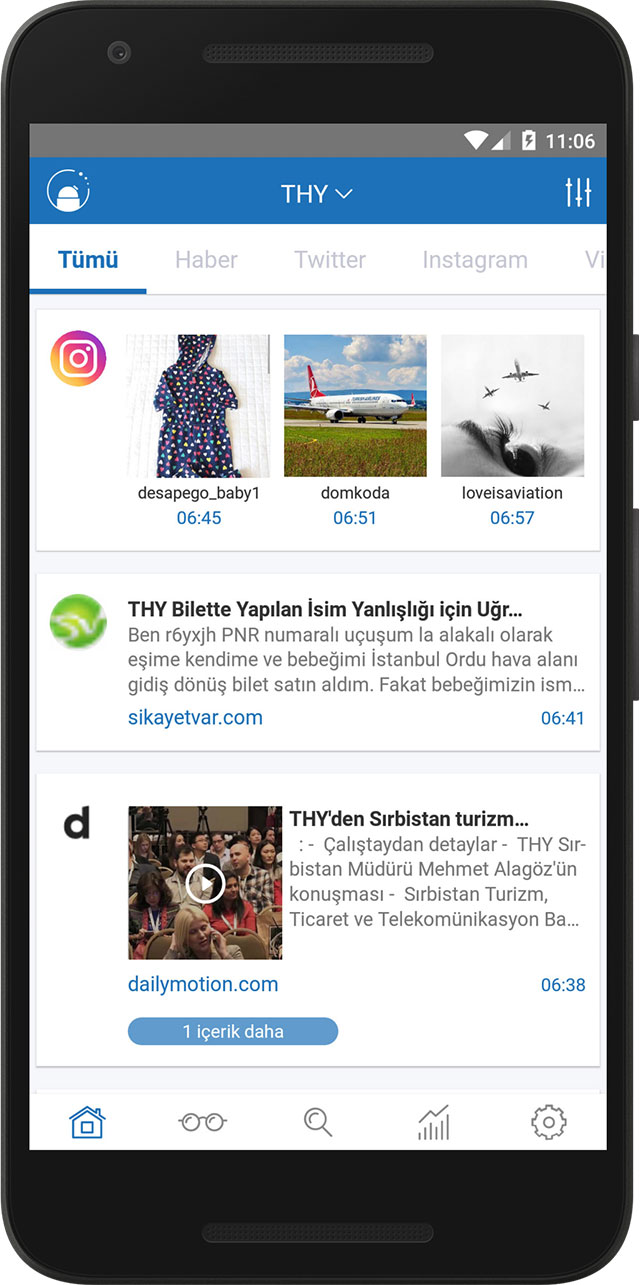 11:06
THY
Tümü Haber Twitter Instagram Vi
desapego_baby1 domkoda loveisaviation
06:45 06:51 06:57
SV
THY Bilette Yapılan İsim Yanlışlığı için Uğr...
Ben r6yxjh PNR numaralı uçuşum la alakalı olarak
eşime kendime ve bebeğimi İstanbul Ordu hava alanı
gidiş dönüş bilet satın aldım. Fakat bebeğimizin ism...
sikayetvar.com 06:41
d
THY'den Sırbistan turizm...
: - Çalıştaydan detaylar - THY Sır-
bistan Müdürü Mehmet Alagöz'ün
konuşması - Sırbistan Turizm,
Ticaret ve Telekomünikasyon Ba...
dailymotion.com 06:38
1 içerik daha